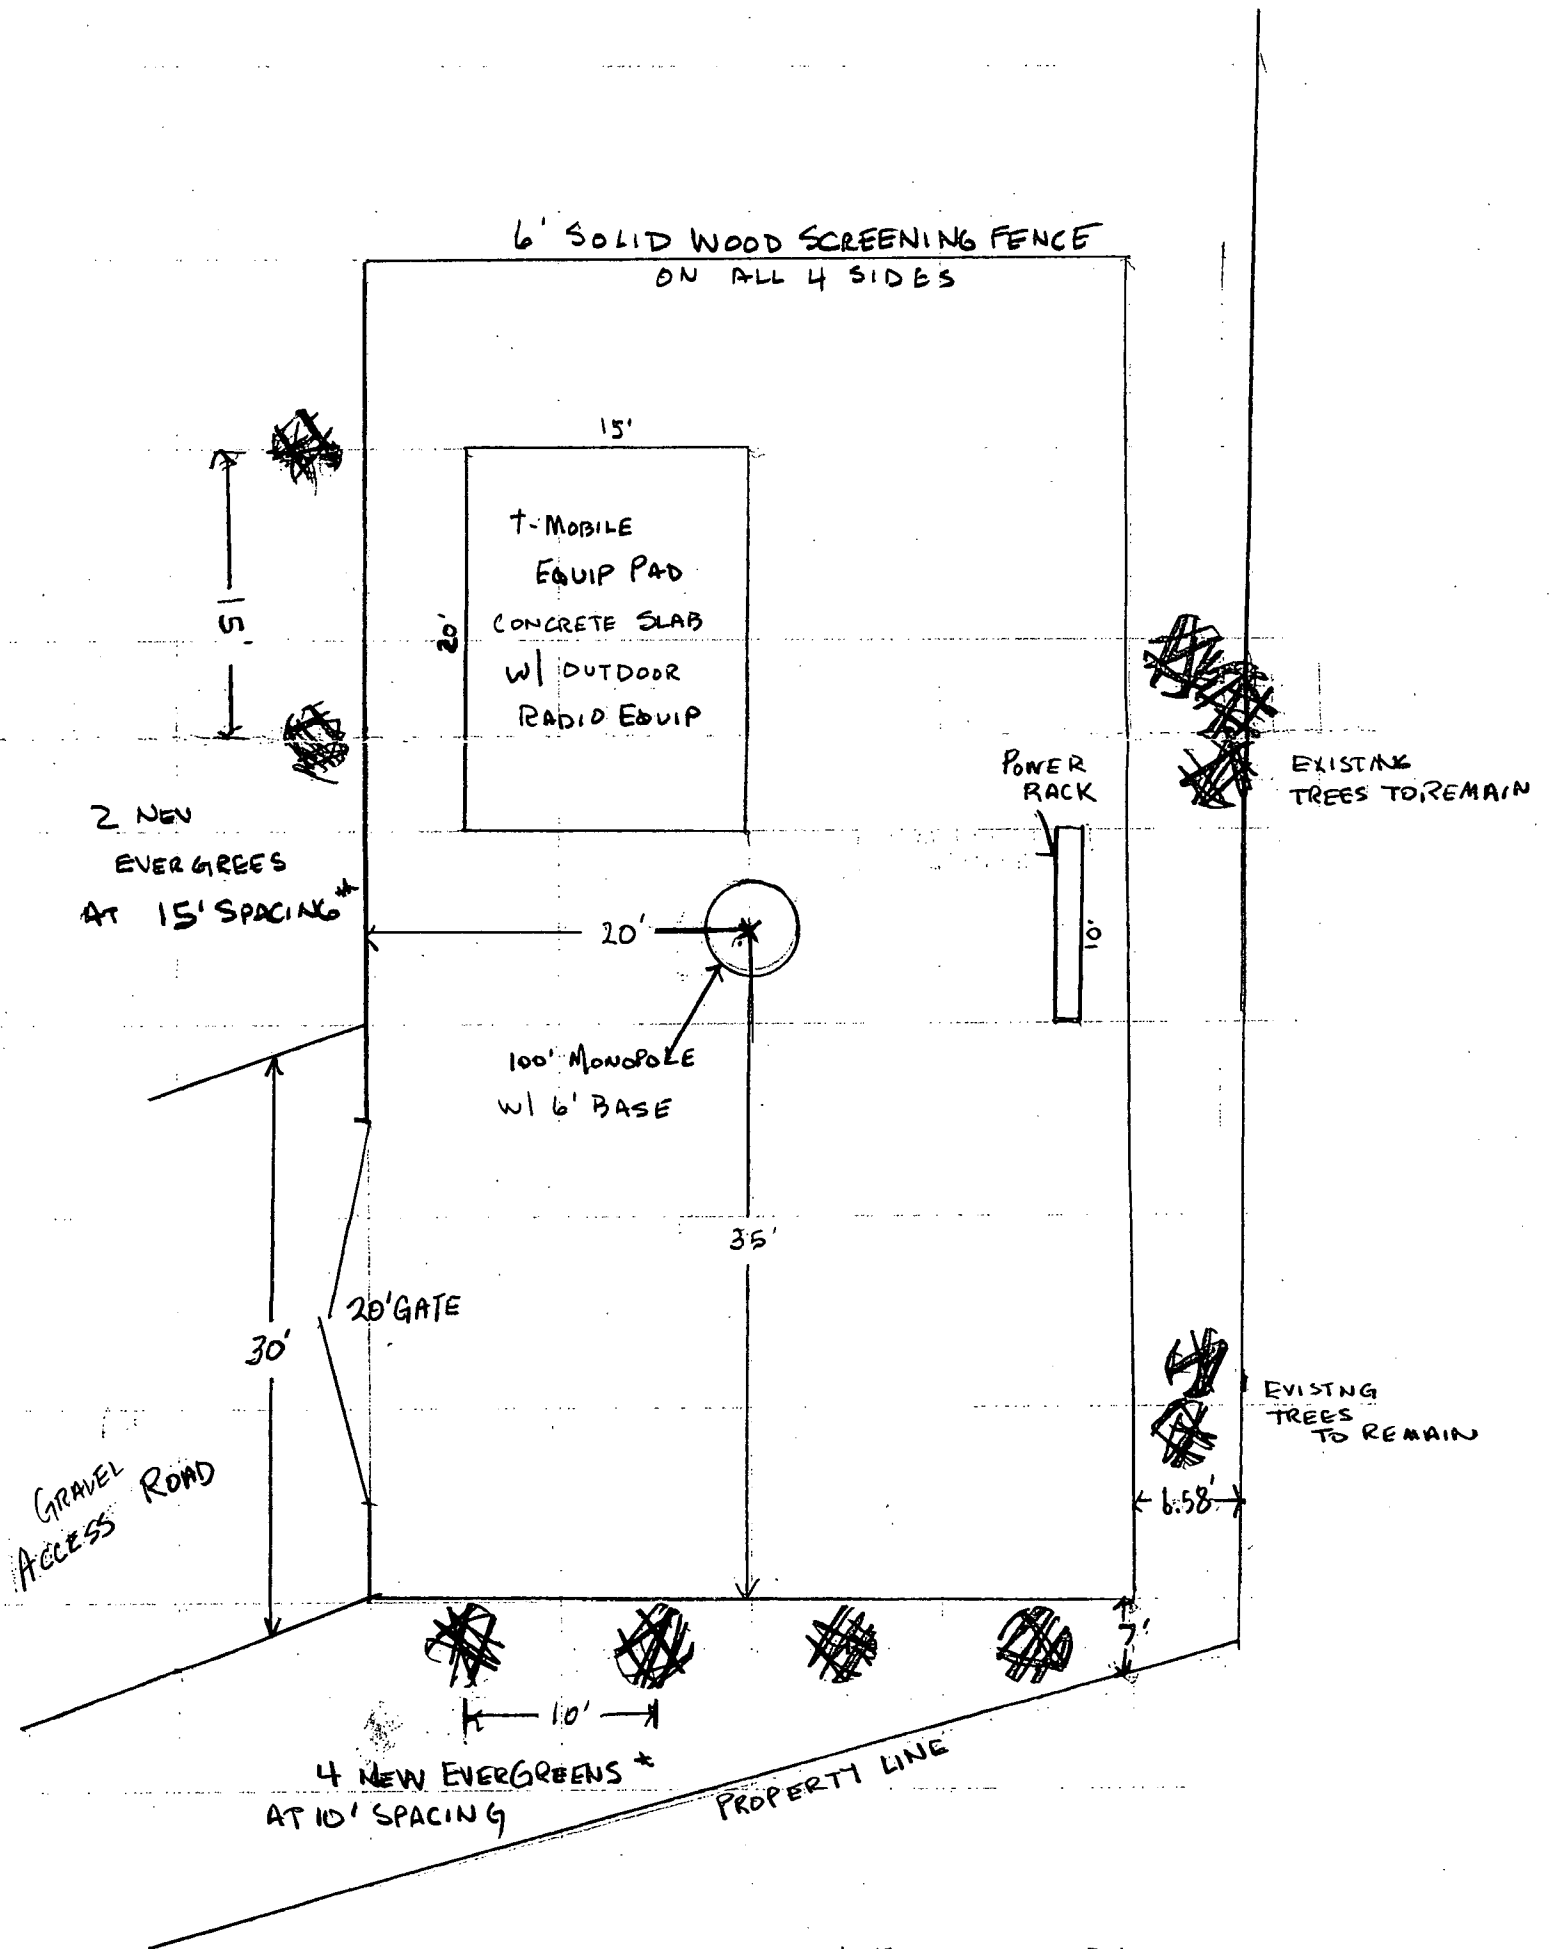 6' SOLID WOOD SCREENING FENCE
ON ALL 4 SIDES
15'
T-MOBILE
EQUIP PAD
CONCRETE SLAB
W/ OUTDOOR
RADIO EQUIP
20'
15'
2 NEW
EVERGREES
AT 15' SPACING*
POWER
RACK
10'
EXISTING
TREES TO REMAIN
20'
100' MONOPOLE
W/ 6' BASE
35'
20' GATE
30'
GRAVEL
ACCESS ROAD
EVISTNG
TREES
TO REMAIN
6.58'
7'
10'
4 NEW EVERGREENS *
AT 10' SPACING
PROPERTY LINE